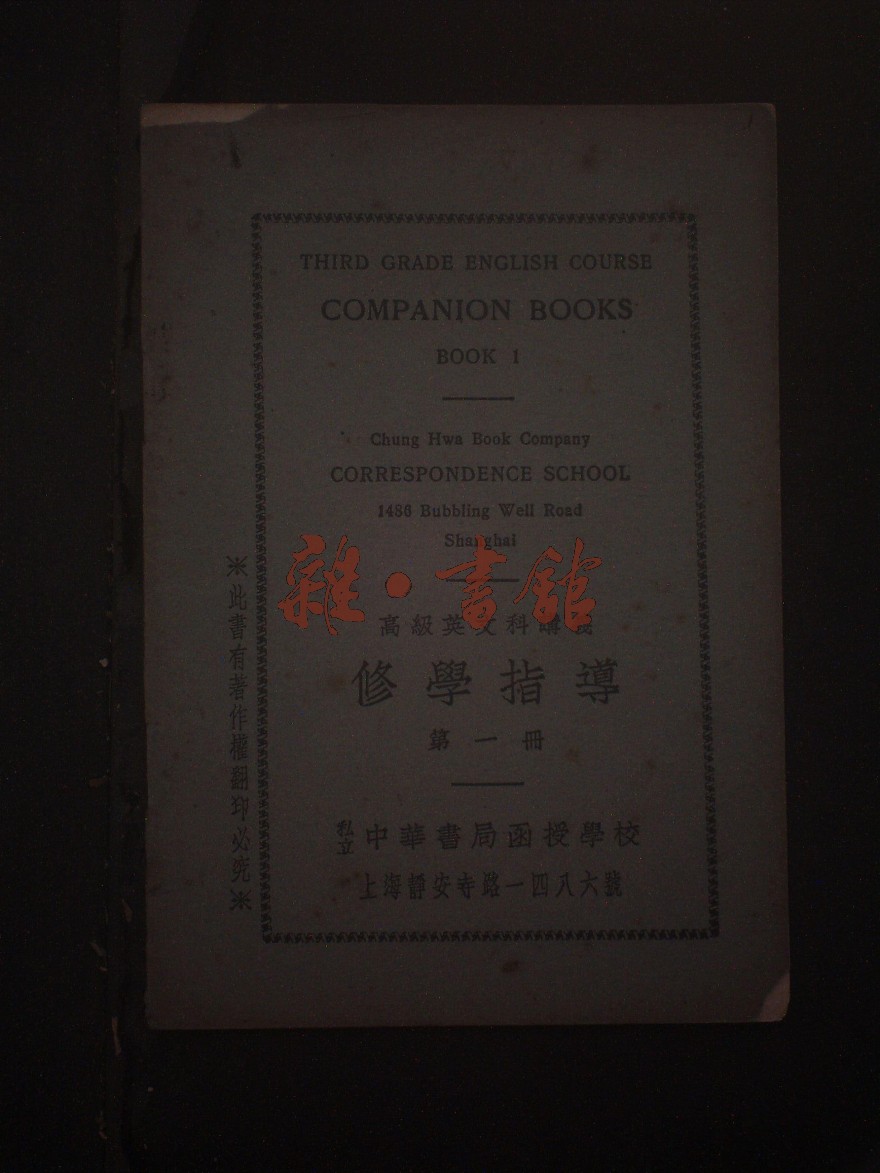 THIRD GRADE ENGLISH COURSE
COMPANION BOOKS
BOOK 1
Chung Hwa Book Company
CORRESPONDENCE SCHOOL
1486 Bubbling Well Road
Shanghai
雜·書館
高級英文科講義
修學指導
第一冊
私立中華書局函授學校
上海靜安寺路一四八六號
※此書有著作權翻印必究※